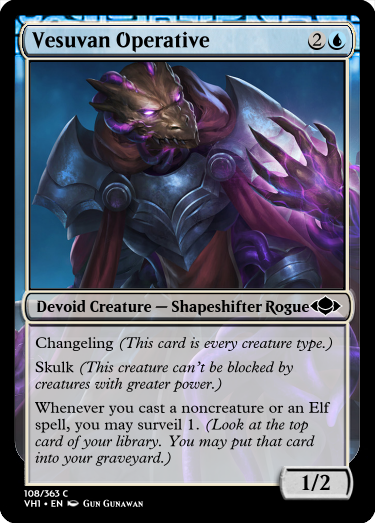 Vesuvan Operative 2
Devoid Creature — Shapeshifter Rogue
Changeling (This card is every creature type.)
Skulk (This creature can't be blocked by
creatures with greater power.)
Whenever you cast a noncreature or an Elf
spell, you may surveil 1. (Look at the top
card of your library. You may put that card
into your graveyard.)
1/2
108/363 C
VH1 • EN Gun Gunawan